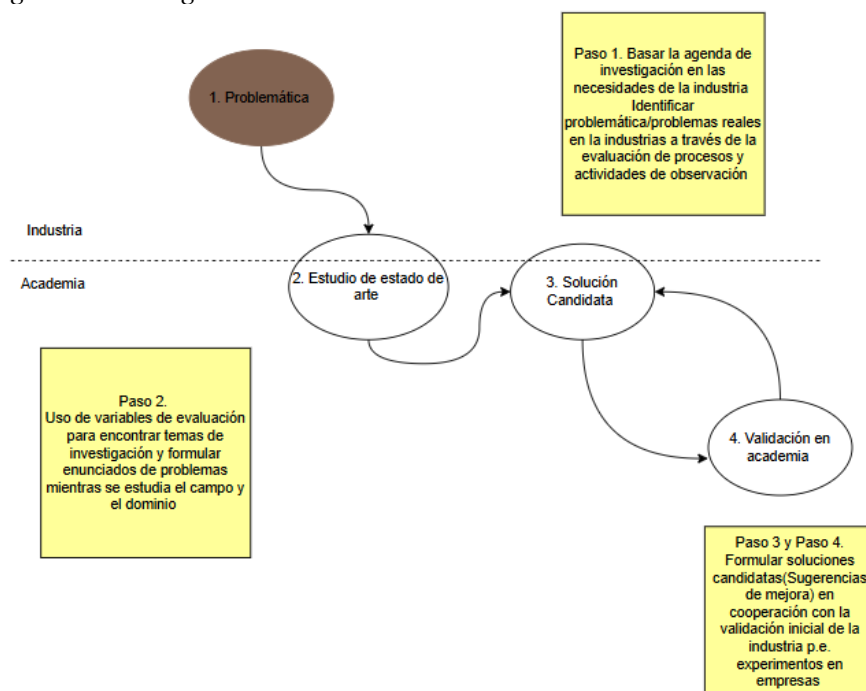 1. Problemática
Paso 1. Basar la agenda de
investigación en las
necesidades de la industria
Identificar
problemática/problemas reales
en la industrias a través de la
evaluación de procesos y
actividades de observación
Industria
Academia
2. Estudio de estado de
arte
3. Solución
Candidata
Paso 2.
Uso de variables de evaluación
para encontrar temas de
investigación y formular
enunciados de problemas
mientras se estudia el campo y
el dominio
4. Validación en
academia
Paso 3 y Paso 4.
Formular soluciones
candidatas(Sugerencias
de mejora) en
cooperación con la
validación inicial de la
industria p.e.
experimentos en
empresas